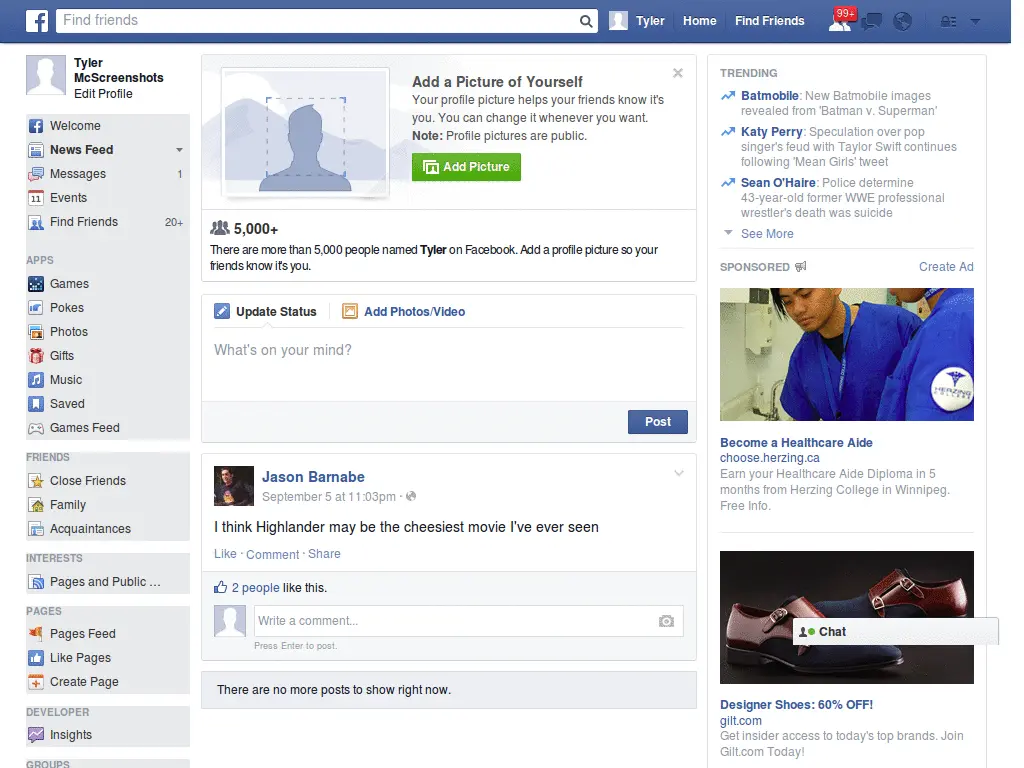 f
Find friends
Tyler
Home
Find Friends
99+
Tyler
McScreenshots
Edit Profile
Welcome
News Feed
Messages
1
Events
Find Friends
20+
APPS
Games
Pokes
Photos
Gifts
Music
Saved
Games Feed
FRIENDS
Close Friends
Family
Acquaintances
INTERESTS
Pages and Public ...
PAGES
Pages Feed
Like Pages
Create Page
DEVELOPER
Insights
GROUPS
Add a Picture of Yourself
Your profile picture helps your friends know it's
you. You can change it whenever you want.
Note: Profile pictures are public.
Add Picture
5,000+
There are more than 5,000 people named Tyler on Facebook. Add a profile picture so your
friends know it's you.
Update Status
Add Photos/Video
What's on your mind?
Post
Jason Barnabe
September 5 at 11:03pm ·
I think Highlander may be the cheesiest movie I've ever seen
Like · Comment · Share
2 people like this.
Write a comment...
Press Enter to post.
There are no more posts to show right now.
TRENDING
Batmobile: New Batmobile images
revealed from 'Batman v. Superman'
Katy Perry: Speculation over pop
singer's feud with Taylor Swift continues
following 'Mean Girls' tweet
Sean O'Haire: Police determine
43-year-old former WWE professional
wrestler's death was suicide
See More
SPONSORED
Create Ad
HERZING
COLLEGE
Become a Healthcare Aide
choose.herzing.ca
Earn your Healthcare Aide Diploma in 5
months from Herzing College in Winnipeg.
Free Info.
Chat
Designer Shoes: 60% OFF!
gilt.com
Get insider access to today's top brands. Join
Gilt.com Today!